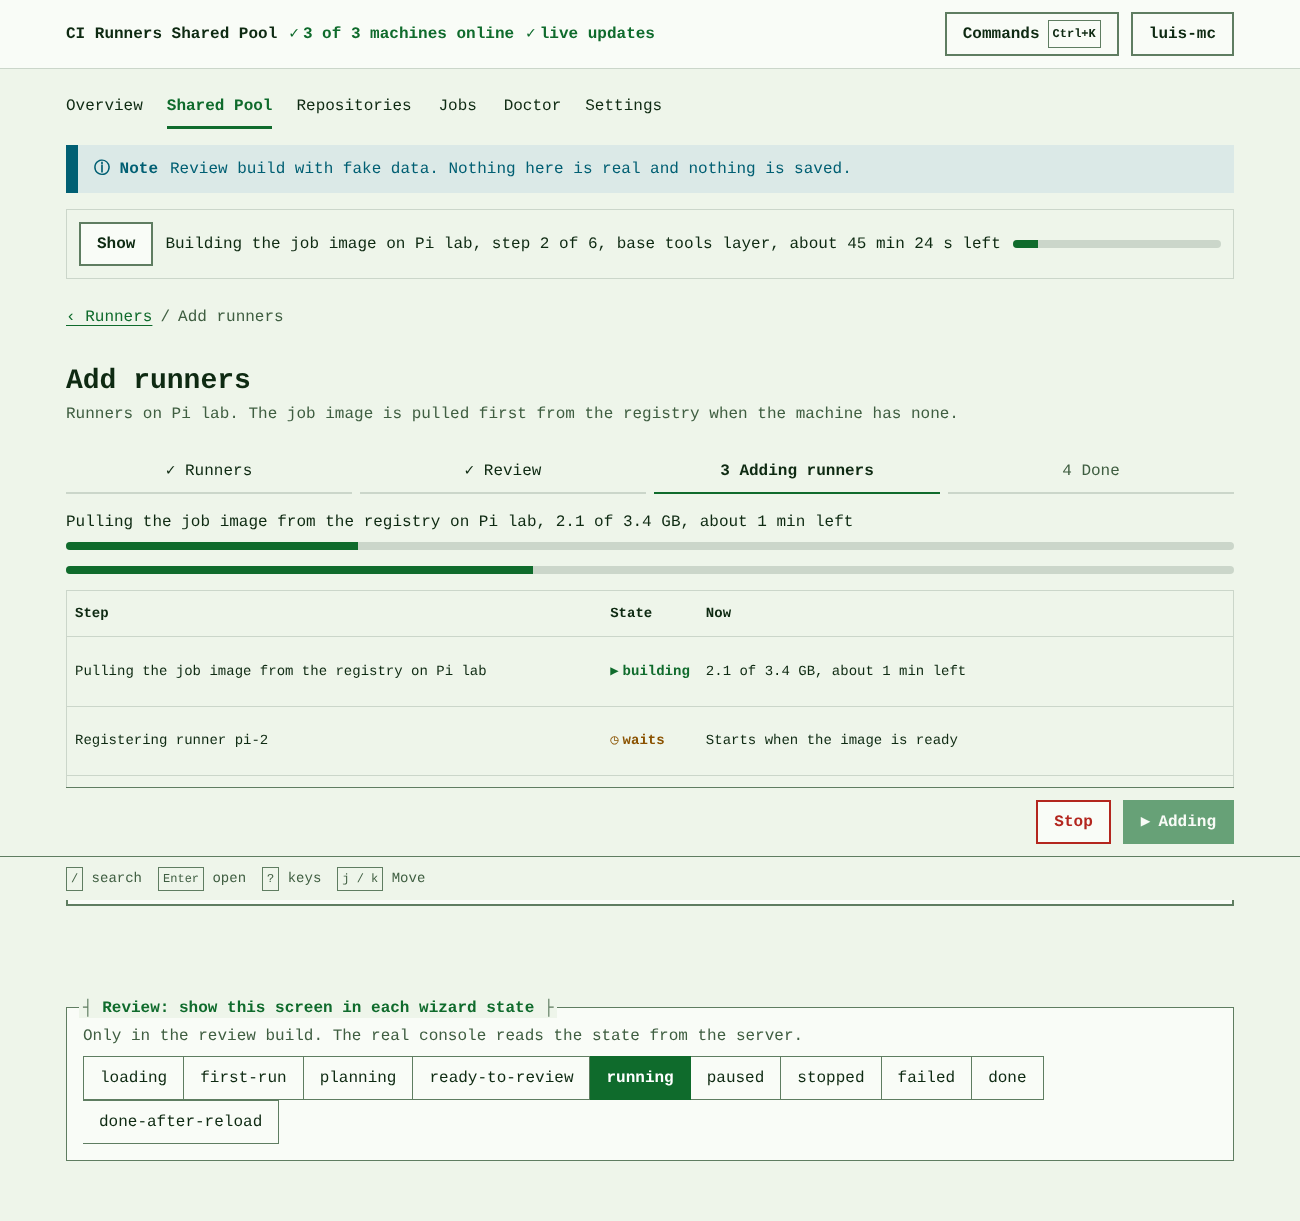 CI Runners Shared Pool ✓ 3 of 3 machines online ✓ live updates
Commands Ctrl+K luis-mc
Overview Shared Pool Repositories Jobs Doctor Settings
ⓘ Note Review build with fake data. Nothing here is real and nothing is saved.
Show Building the job image on Pi lab, step 2 of 6, base tools layer, about 45 min 24 s left
‹ Runners / Add runners
Add runners
Runners on Pi lab. The job image is pulled first from the registry when the machine has none.
✓ Runners ✓ Review 3 Adding runners 4 Done
Pulling the job image from the registry on Pi lab, 2.1 of 3.4 GB, about 1 min left
Step State Now
Pulling the job image from the registry on Pi lab ▶ building 2.1 of 3.4 GB, about 1 min left
Registering runner pi-2 ◷ waits Starts when the image is ready
Stop ▶ Adding
/ search Enter open ? keys j / k Move
Review: show this screen in each wizard state
Only in the review build. The real console reads the state from the server.
loading first-run planning ready-to-review running paused stopped failed done
done-after-reload